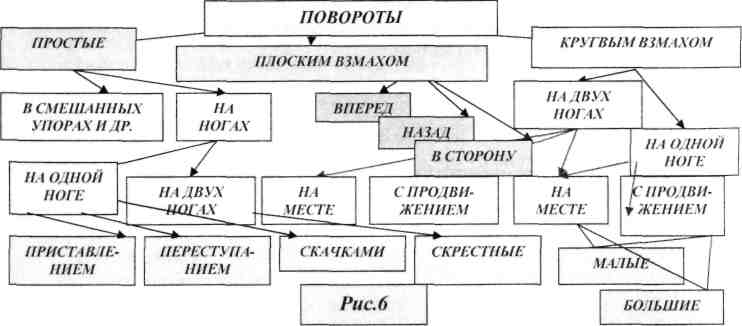 ПОВОРОТЫ
ПРОСТЫЕ
КРУГВЫМ ВЗМАХОМ
ПЛОСКИМ ВЗМАХОМ
В СМЕШАННЫХ
УПОРАХ И ДР.
НА
НОГАХ
ВПЕРЕД
НАЗАД
В СТОРОНУ
НА ДВУХ
НОГАХ
НА ОДНОЙ
НОГЕ
НА ОДНОЙ
НОГЕ
НА ДВУХ
НОГАХ
НА
МЕСТЕ
С ПРОДВИ-
ЖЕНИЕМ
НА
МЕСТЕ
С ПРОДВИ-
ЖЕНИЕМ
ПРИСТАВЛЕ-
НИЕМ
ПЕРЕСТУПА-
НИЕМ
СКАЧКАМИ
СКРЕСТНЫЕ
МАЛЫЕ
БОЛЬШИЕ
Рис.6